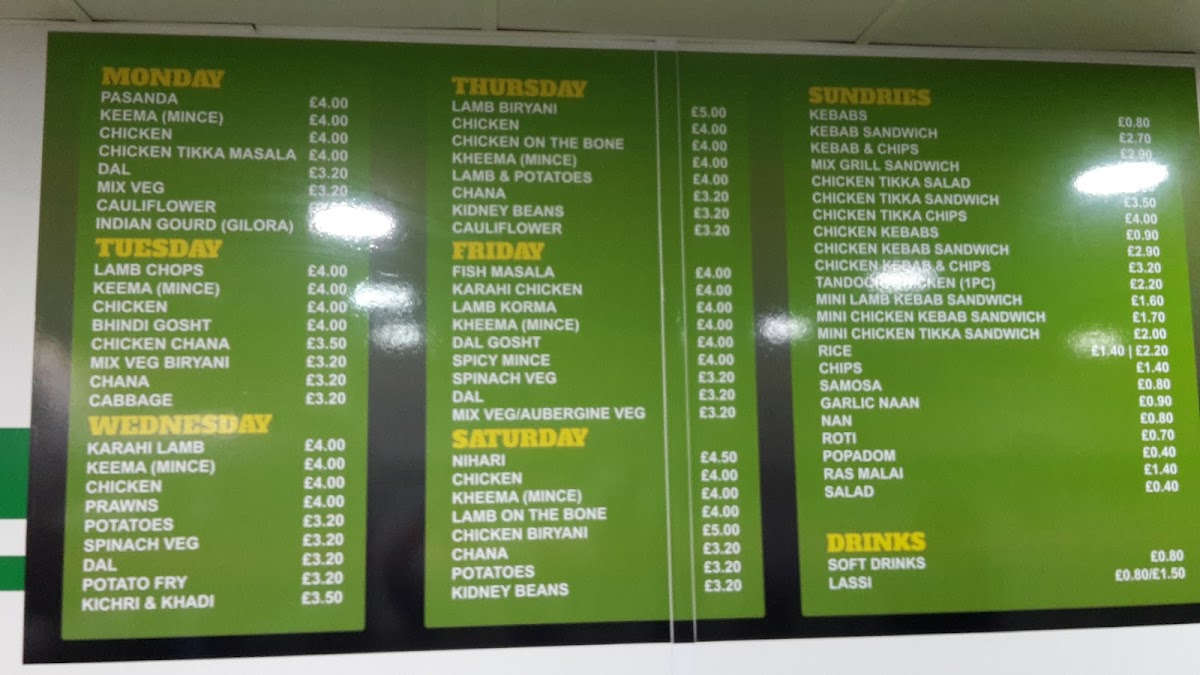 MONDAY
PASANDA £4.00
KEEMA (MINCE) £4.00
CHICKEN £4.00
CHICKEN TIKKA MASALA £4.00
DAL £3.20
MIX VEG £3.20
CAULIFLOWER
INDIAN GOURD (GILORA)
TUESDAY
LAMB CHOPS £4.00
KEEMA (MINCE) £4.00
CHICKEN £4.00
BHINDI GOSHT £4.00
CHICKEN CHANA £3.50
MIX VEG BIRYANI £3.20
CHANA £3.20
CABBAGE £3.20
WEDNESDAY
KARAHI LAMB £4.00
KEEMA (MINCE) £4.00
CHICKEN £4.00
PRAWNS £4.00
POTATOES £3.20
SPINACH VEG £3.20
DAL £3.20
POTATO FRY £3.20
KICHRI & KHADI £3.50
THURSDAY
LAMB BIRYANI £5.00
CHICKEN £4.00
CHICKEN ON THE BONE £4.00
KHEEMA (MINCE) £4.00
LAMB & POTATOES £4.00
CHANA £3.20
KIDNEY BEANS £3.20
CAULIFLOWER £3.20
FRIDAY
FISH MASALA £4.00
KARAHI CHICKEN £4.00
LAMB KORMA £4.00
KHEEMA (MINCE) £4.00
DAL GOSHT £4.00
SPICY MINCE £4.00
SPINACH VEG £3.20
DAL £3.20
MIX VEG/AUBERGINE VEG £3.20
SATURDAY
NIHARI £4.50
CHICKEN £4.00
KHEEMA (MINCE) £4.00
LAMB ON THE BONE £4.00
CHICKEN BIRYANI £5.00
CHANA £3.20
POTATOES £3.20
KIDNEY BEANS £3.20
SUNDRIES
KEBABS £0.80
KEBAB SANDWICH £2.70
KEBAB & CHIPS £2.90
MIX GRILL SANDWICH
CHICKEN TIKKA SALAD
CHICKEN TIKKA SANDWICH £3.50
CHICKEN TIKKA CHIPS £4.00
CHICKEN KEBABS £0.90
CHICKEN KEBAB SANDWICH £2.90
CHICKEN KEBAB & CHIPS £3.20
TANDOORI CHICKEN (1PC) £2.20
MINI LAMB KEBAB SANDWICH £1.60
MINI CHICKEN KEBAB SANDWICH £1.70
MINI CHICKEN TIKKA SANDWICH £2.00
RICE £1.40 | £2.20
CHIPS £1.40
SAMOSA £0.80
GARLIC NAAN £0.90
NAN £0.80
ROTI £0.70
POPADOM £0.40
RAS MALAI £1.40
SALAD £0.40
DRINKS
SOFT DRINKS £0.80
LASSI £0.80/£1.50